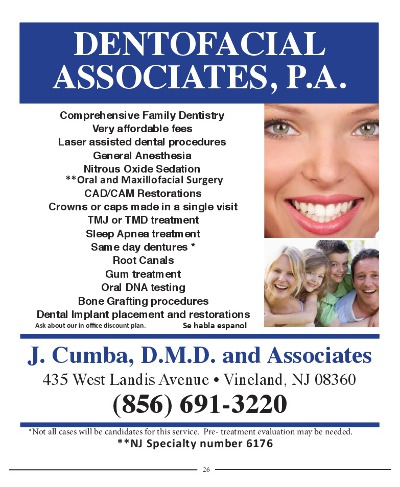 DENTOFACIAL
ASSOCIATES, P.A.
Comprehensive Family Dentistry
Very affordable fees
Laser assisted dental procedures
General Anesthesia
Nitrous Oxide Sedation
**Oral and Maxillofacial Surgery
CAD/CAM Restorations
Crowns or caps made in a single visit
TMJ or TMD treatment
Sleep Apnea treatment
Same day dentures *
Root Canals
Gum treatment
Oral DNA testing
Bone Grafting procedures
Dental Implant placement and restorations
Ask about our in office discount plan. Se habla espanol
J. Cumba, D.M.D. and Associates
435 West Landis Avenue • Vineland, NJ 08360
(856) 691-3220
*Not all cases will be candidates for this service. Pre- treatment evaluation may be needed.
**NJ Specialty number 6176
26